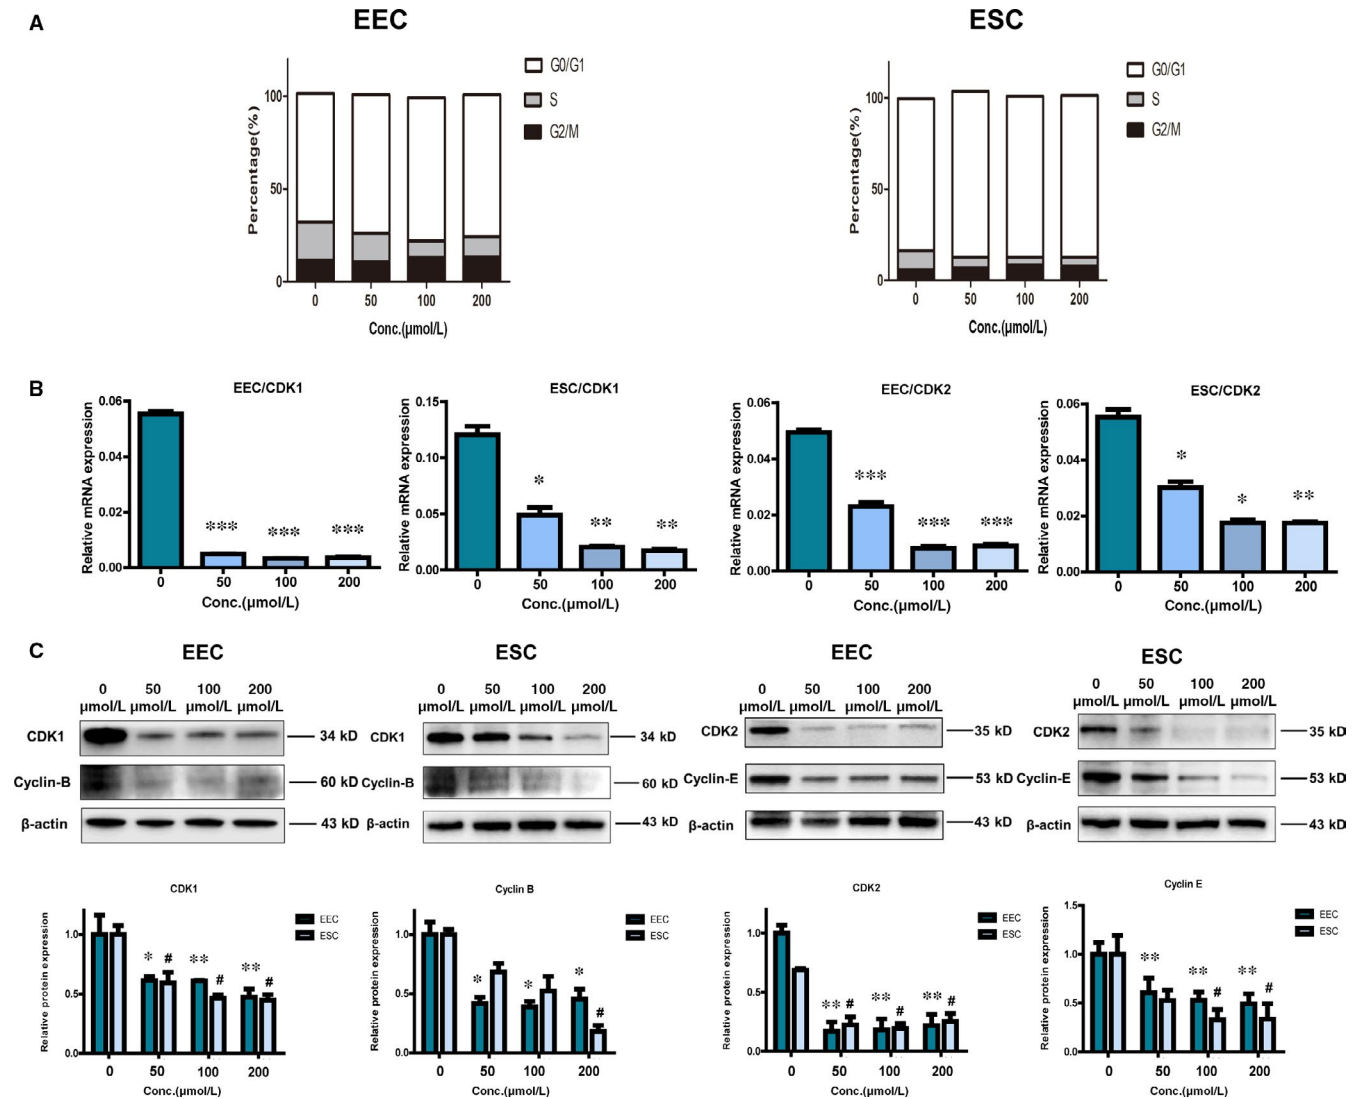 A
EEC
ESC
Percentage(%)
100
50
0
0 50 100 200
Conc.(μmol/L)
G0/G1
S
G2/M
Percentage(%)
100
50
0
0 50 100 200
Conc.(μmol/L)
G0/G1
S
G2/M
B
EEC/CDK1
Relative mRNA expression
0.06
0.04
0.02
0.00
*** *** ***
0 50 100 200
Conc.(μmol/L)
ESC/CDK1
Relative mRNA expression
0.15
0.10
0.05
0.00
* ** **
0 50 100 200
Conc.(μmol/L)
EEC/CDK2
Relative mRNA expression
0.06
0.04
0.02
0.00
*** *** ***
0 50 100 200
Conc.(μmol/L)
ESC/CDK2
Relative mRNA expression
0.06
0.04
0.02
0.00
* * **
0 50 100 200
Conc.(μmol/L)
C
EEC
0 50 100 200
μmol/L μmol/L μmol/L μmol/L
CDK1 34 kD
Cyclin-B 60 kD
β-actin 43 kD
ESC
0 50 100 200
μmol/L μmol/L μmol/L μmol/L
CDK1 34 kD
Cyclin-B 60 kD
β-actin 43 kD
EEC
0 50 100 200
μmol/L μmol/L μmol/L μmol/L
CDK2 35 kD
Cyclin-E 53 kD
β-actin 43 kD
ESC
0 50 100 200
μmol/L μmol/L μmol/L μmol/L
CDK2 35 kD
Cyclin-E 53 kD
β-actin 43 kD
CDK1
Relative protein expression
1.0
0.5
0.0
* # ** # ** #
0 50 100 200
Conc.(μmol/L)
EEC
ESC
Cyclin B
Relative protein expression
1.0
0.5
0.0
* * * #
0 50 100 200
Conc.(μmol/L)
EEC
ESC
CDK2
Relative protein expression
1.0
0.5
0.0
** # ** # ** #
0 50 100 200
Conc.(μmol/L)
EEC
ESC
Cyclin E
Relative protein expression
1.5
1.0
0.5
0.0
** ** # ** #
0 50 100 200
Conc.(μmol/L)
EEC
ESC